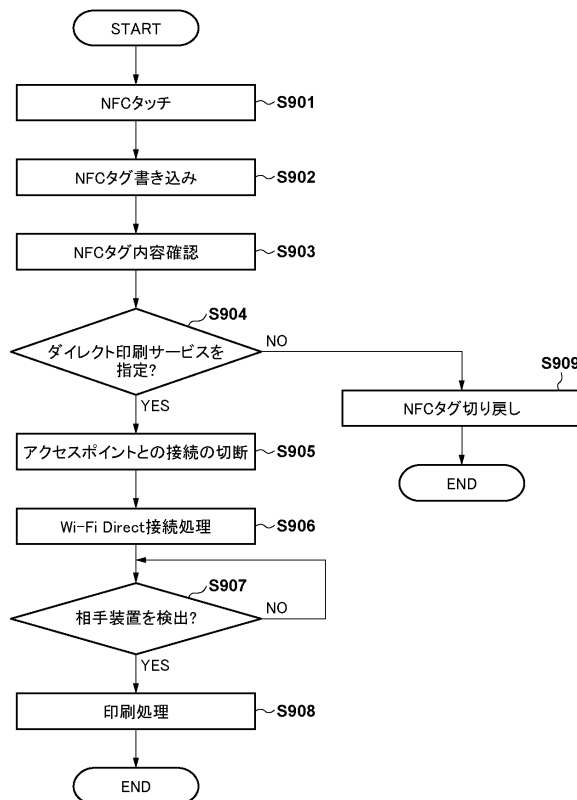 START
NFCタッチ
S901
NFCタグ書き込み
S902
NFCタグ内容確認
S903
S904
ダイレクト印刷サービスを
指定?
NO
YES
S909
NFCタグ切り戻し
END
アクセスポイントとの接続の切断
S905
Wi-Fi Direct接続処理
S906
S907
相手装置を検出?
NO
YES
印刷処理
S908
END